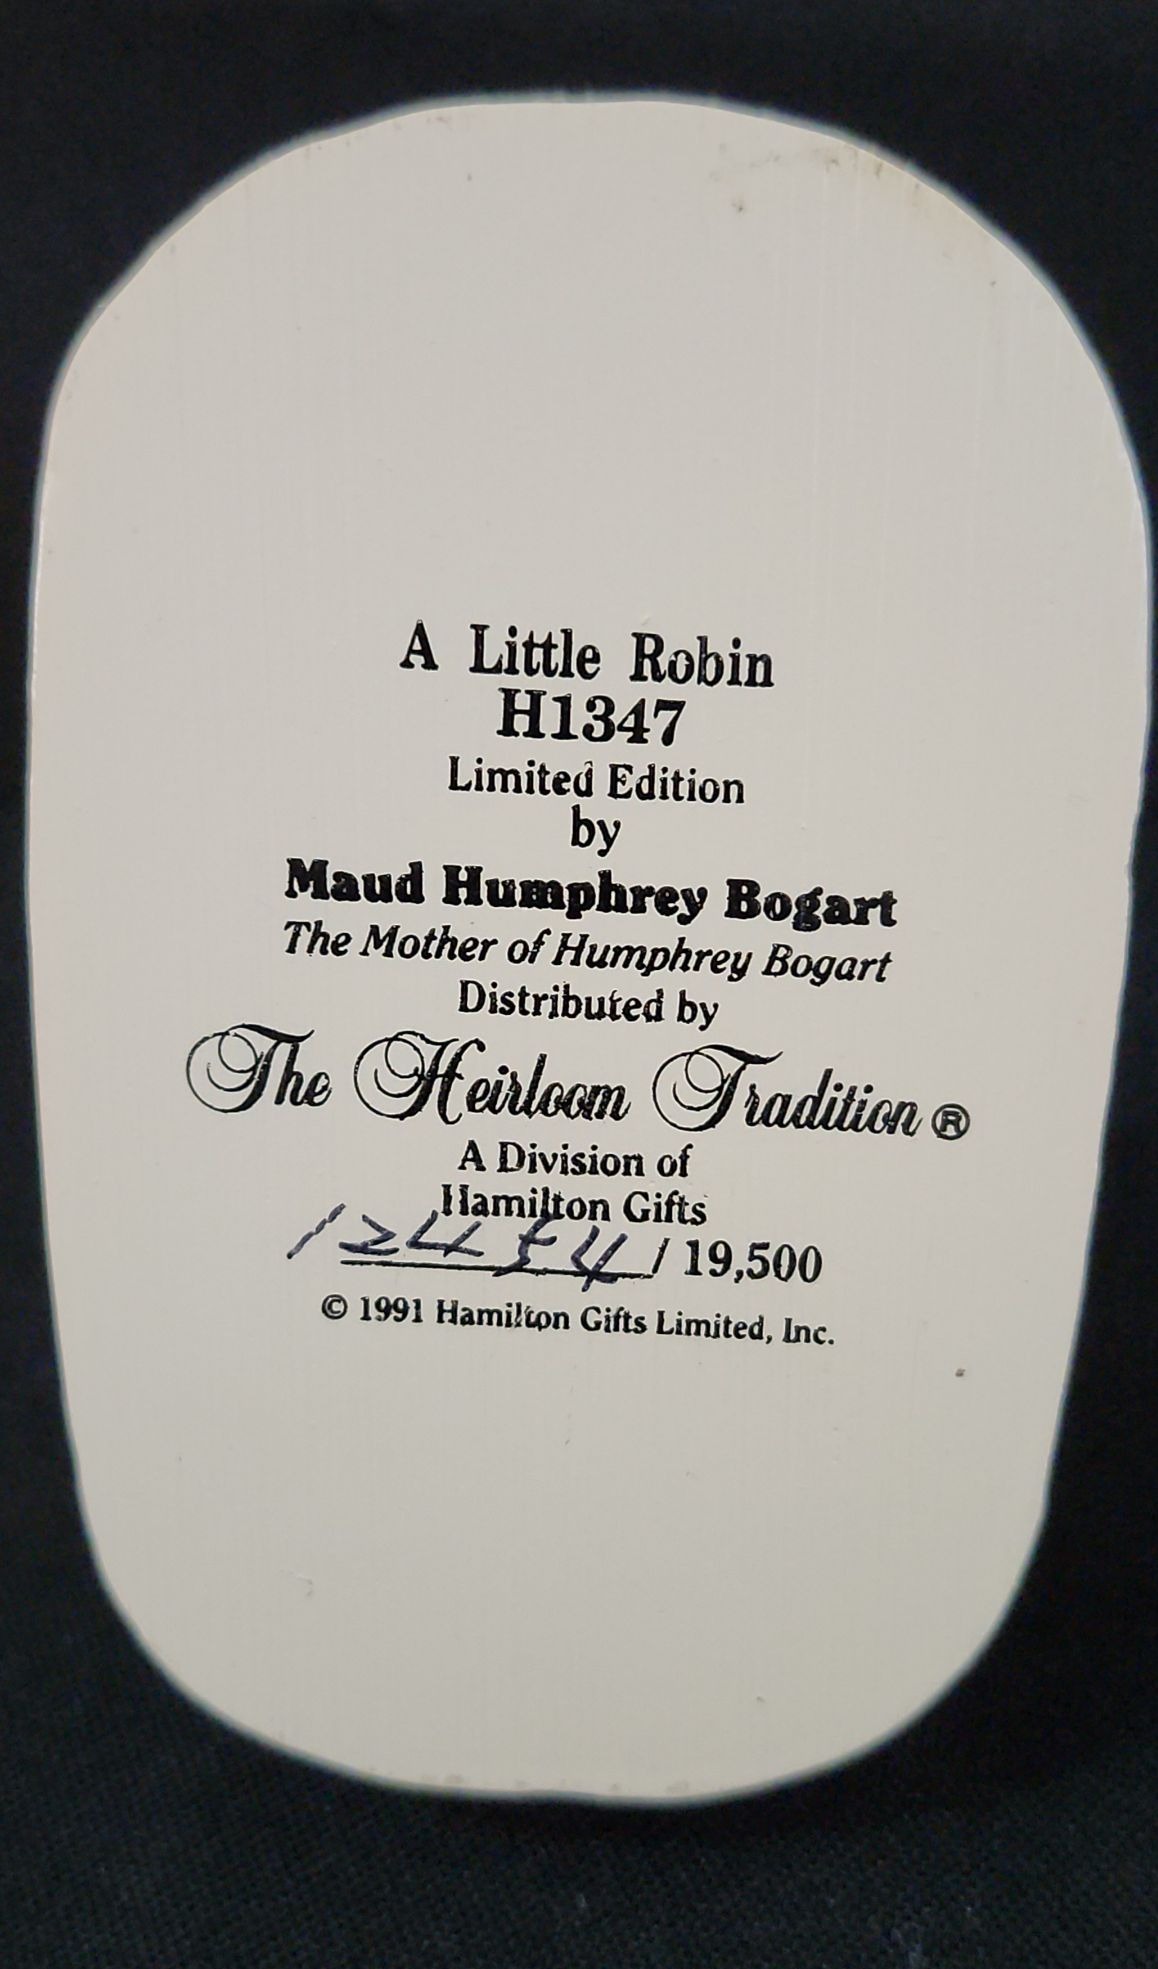 A Little Robin
H1347
Limited Edition
by
Maud Humphrey Bogart
The Mother of Humphrey Bogart
Distributed by
The Heirloom Tradition ®
A Division of
Hamilton Gifts
12454 / 19,500
© 1991 Hamilton Gifts Limited, Inc.